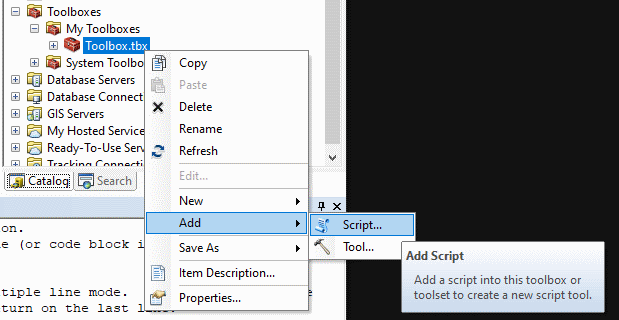 Toolboxes
My Toolboxes
Toolbox.tbx
System Toolbo
Database Servers
Database Connect
GIS Servers
My Hosted Service
Ready-To-Use Serv
Tracking Connecti
Catalog
Search
Copy
Paste
Delete
Rename
Refresh
Edit...
New
Add
Save As
Item Description...
Properties...
Script...
Tool...
Add Script
Add a script into this toolbox or
toolset to create a new script tool.
on.
e (or code block i
tiple line mode.
e
turn on the last line.